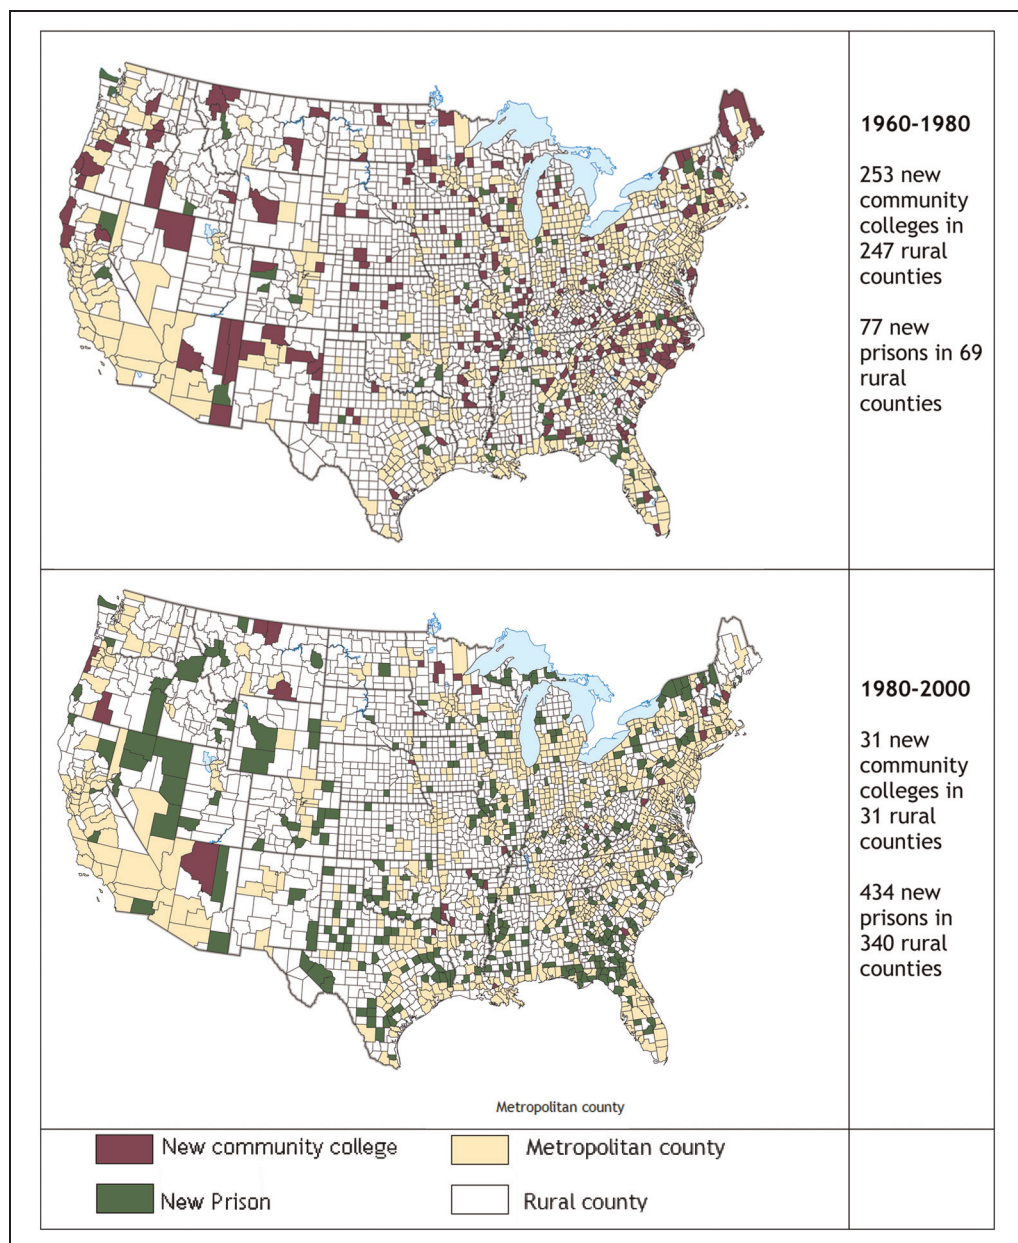 1960-1980
253 new
community
colleges in
247 rural
counties
77 new
prisons in 69
rural
counties
1980-2000
31 new
community
colleges in
31 rural
counties
434 new
prisons in
340 rural
counties
Metropolitan county
New community college
Metropolitan county
New Prison
Rural county